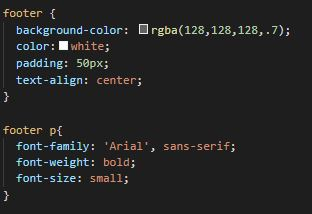 footer {
  background-color: rgba(128,128,128,.7);
  color: white;
  padding: 50px;
  text-align: center;
}

footer p{
  font-family: 'Arial', sans-serif;
  font-weight: bold;
  font-size: small;
}